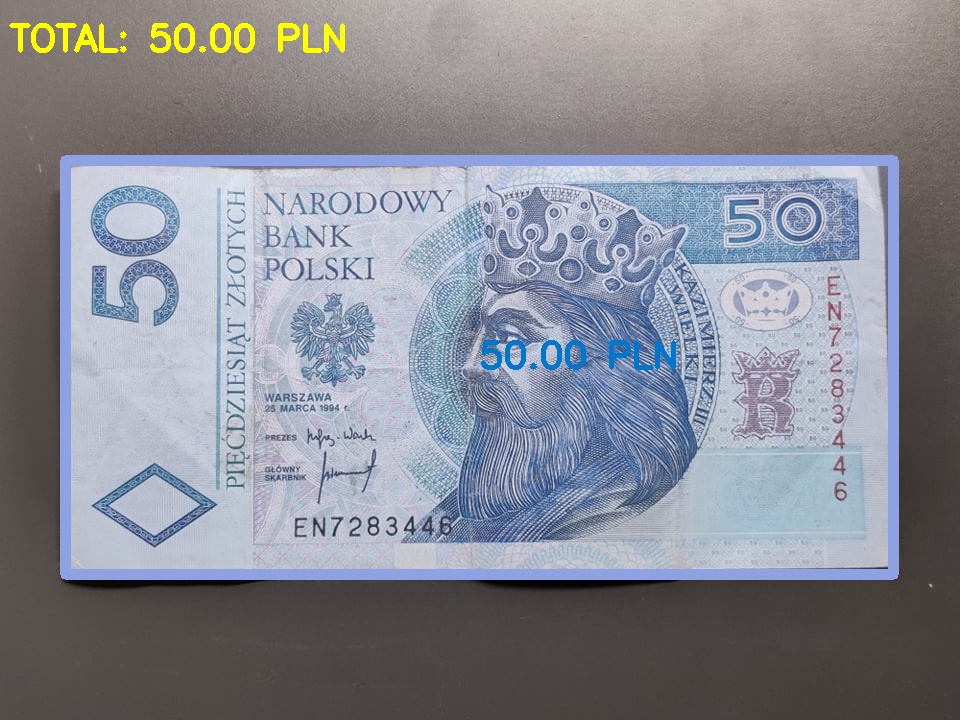 TOTAL: 50.00 PLN
50
PIĘĆDZIESIĄT ZŁOTYCH
NARODOWY
BANK
POLSKI
WARSZAWA
25 MARCA 1994 r.
PREZES
GŁÓWNY
SKARBNIK
EN7283446
50.00 PLN
KAZIMIERZ III
WIELKI
50
EN7283446